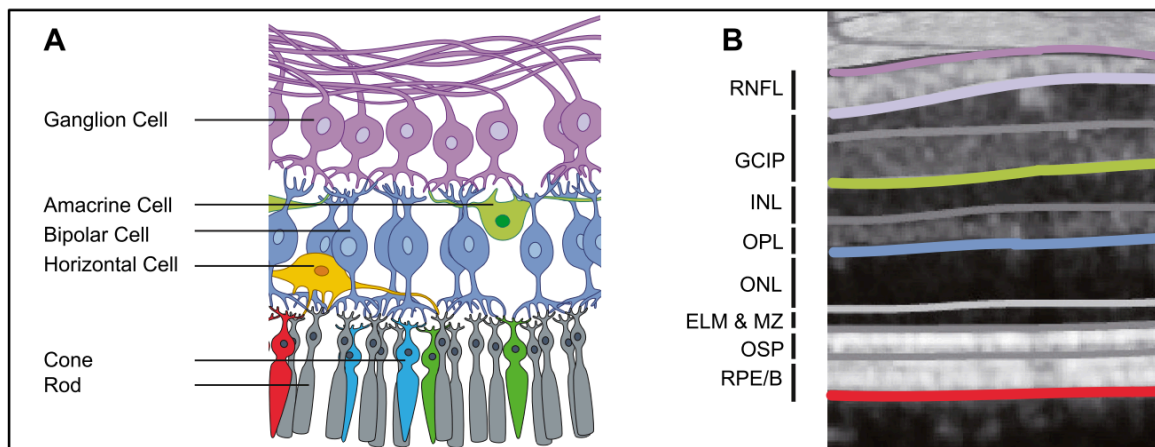 A
Ganglion Cell
Amacrine Cell
Bipolar Cell
Horizontal Cell
Cone
Rod
B
RNFL
GCIP
INL
OPL
ONL
ELM & MZ
OSP
RPE/B